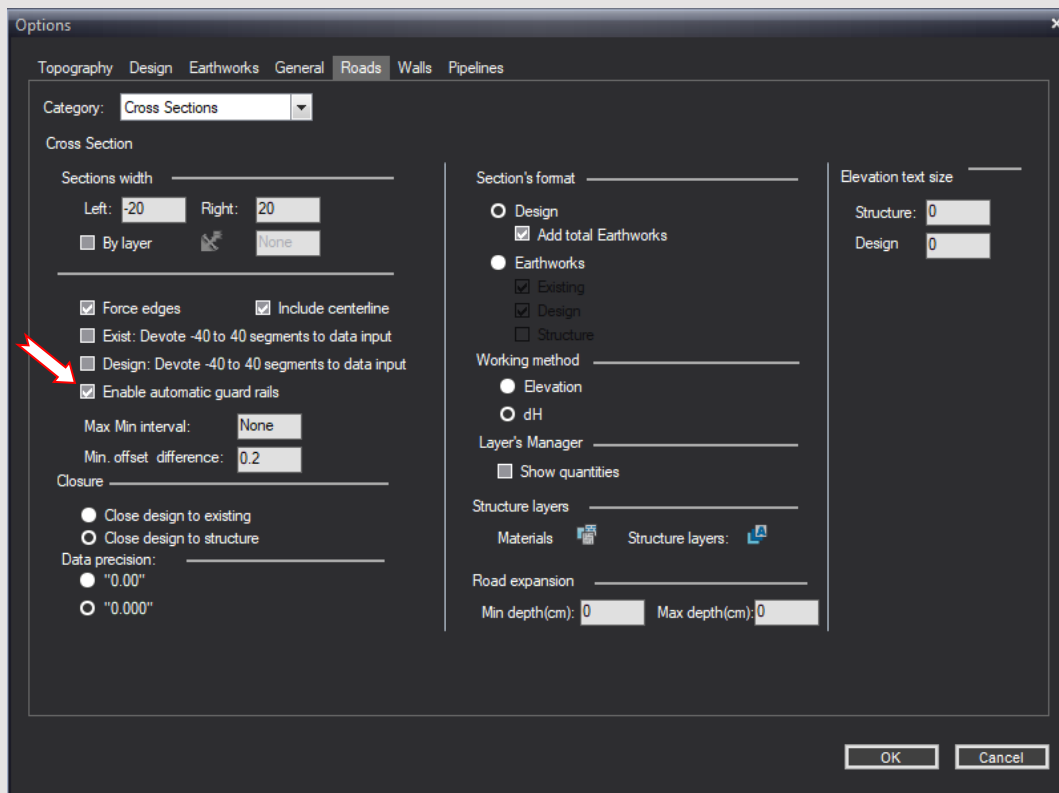 Options
Topography Design Earthworks General Roads Walls Pipelines
Category: Cross Sections
Cross Section
Sections width
Left: -20 Right: 20
By layer None
Force edges Include centerline
Exist: Devote -40 to 40 segments to data input
Design: Devote -40 to 40 segments to data input
Enable automatic guard rails
Max Min interval: None
Min. offset difference: 0.2
Closure
Close design to existing
Close design to structure
Data precision:
"0.00"
"0.000"
Section's format
Design
Add total Earthworks
Earthworks
Existing
Design
Structure
Working method
Elevation
dH
Layer's Manager
Show quantities
Structure layers
Materials Structure layers: A
Road expansion
Min depth(cm): 0 Max depth(cm): 0
Elevation text size
Structure: 0
Design 0
OK Cancel